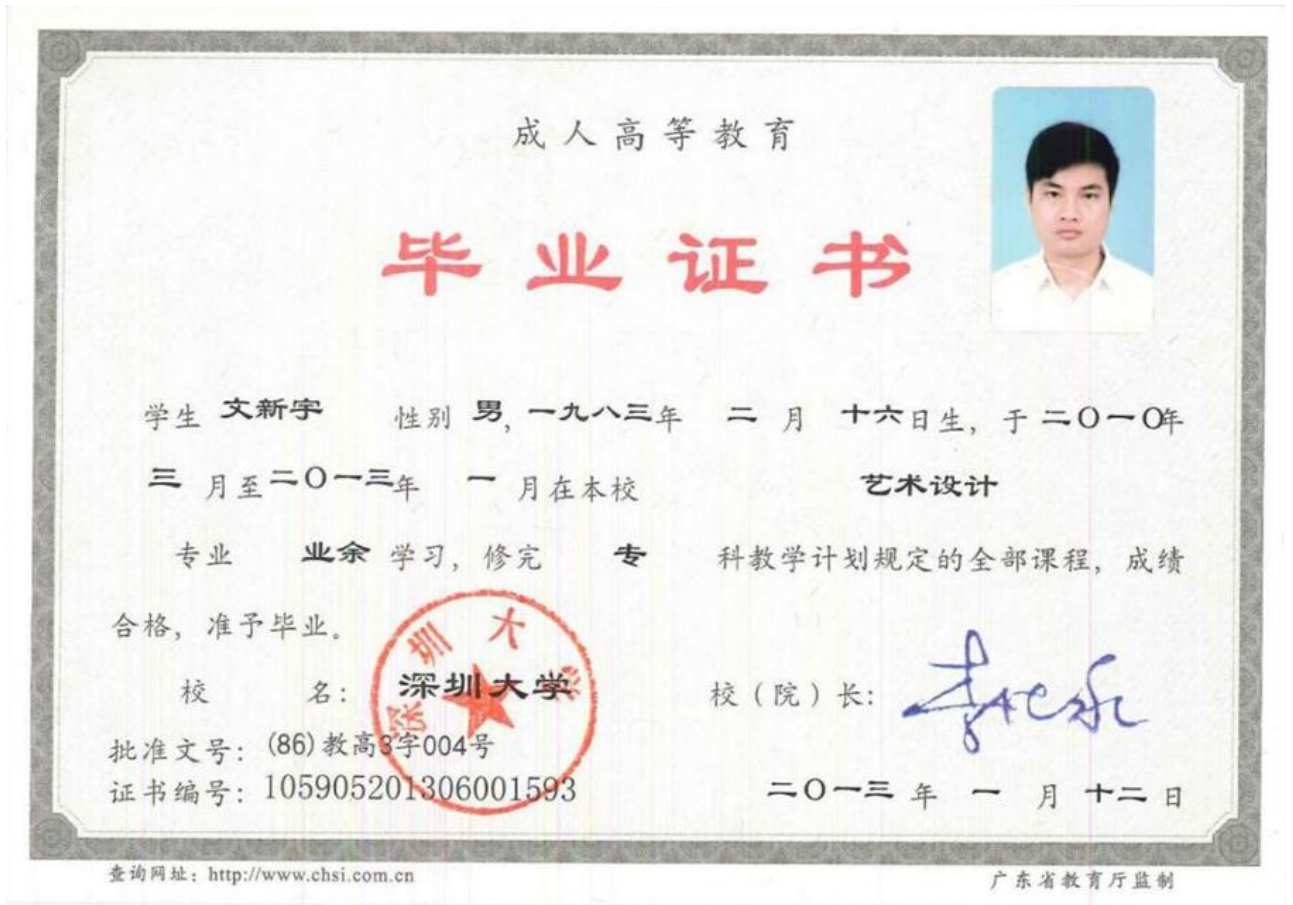 成人高等教育
毕业证书
学生 文新宇 性别 男, 一九八三年 二 月 十六日生, 于 二〇一〇年
三 月至二〇一三年 一 月在本校 艺术设计
专业 业余 学习, 修完 专 科教学计划规定的全部课程, 成绩
合格, 准予毕业。
深圳大学
校 名: 深圳大学 校(院)长:
批准文号: (86)教高3字004号
证书编号: 105905201306001593 二〇一三 年 一 月 十二 日
查询网址: http://www.chsi.com.cn 广东省教育厅监制